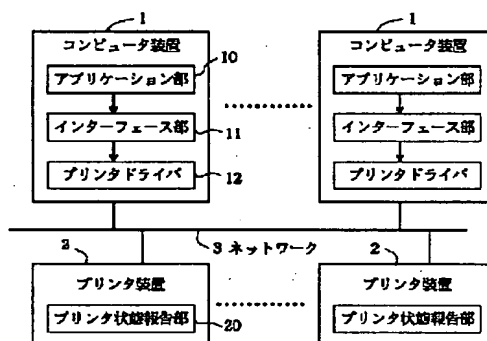 1 1
コンピュータ装置 コンピュータ装置
アプリケーション部 10 アプリケーション部
インターフェース部 11 インターフェース部
プリンタドライバ 12 プリンタドライバ
3 ネットワーク
2 2
プリンタ装置 プリンタ装置
プリンタ状態報告部 20 プリンタ状態報告部